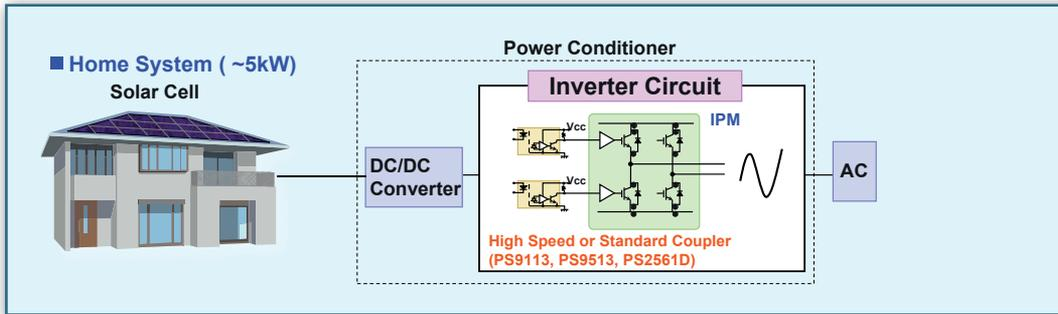 Power Conditioner
■ Home System ( ~5kW)
Solar Cell
Inverter Circuit
IPM
Vcc
DC/DC
Converter
AC
Vcc
High Speed or Standard Coupler
(PS9113, PS9513, PS2561D)